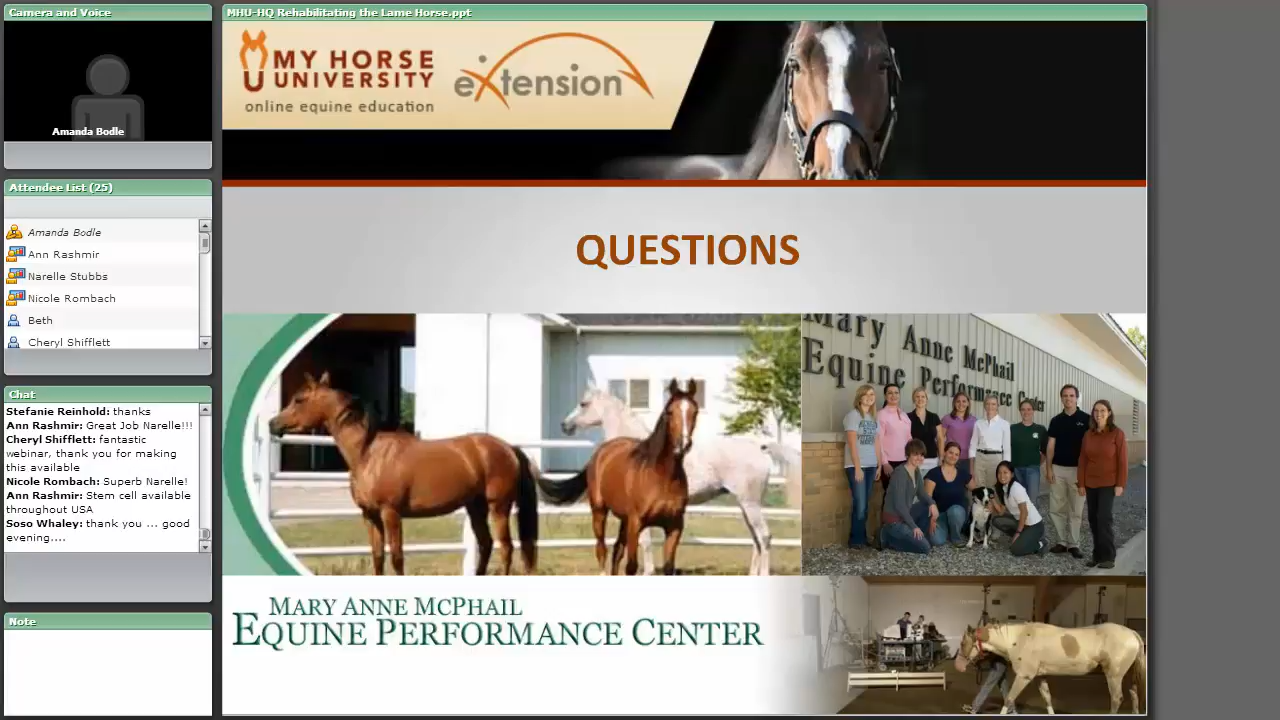 Camera and Voice
Amanda Bodle
Attendee List (25)
Amanda Bodle
Ann Rashmir
Narelle Stubbs
Nicole Rombach
Beth
Cheryl Shifflett
Chat
Stefanie Reinhold: thanks
Ann Rashmir: Great Job Narelle!!!
Cheryl Shifflett: fantastic
webinar, thank you for making
this available
Nicole Rombach: Superb Narelle!
Ann Rashmir: Stem cell available
throughout USA
Soso Whaley: thank you ... good
evening....
Note
MHU-HQ Rehabilitating the Lame Horse.ppt
MY HORSE
UNIVERSITY
online equine education
eXtension
QUESTIONS
Mary Anne McPhail
Equine Performance Center
MARY ANNE MCPHAIL
EQUINE PERFORMANCE CENTER